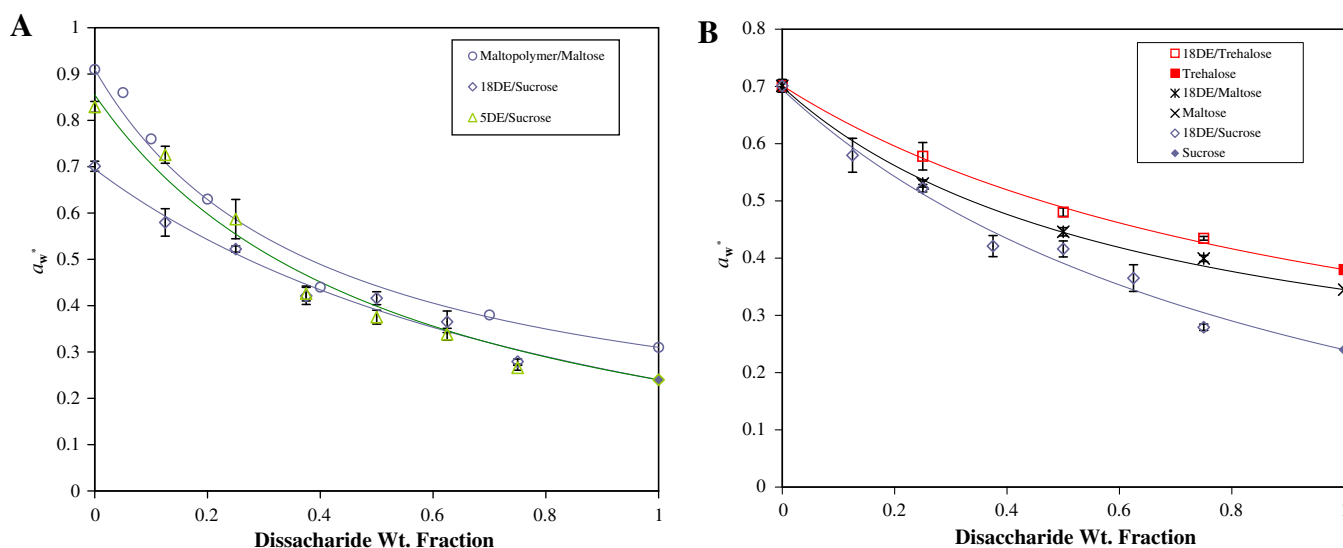 A
1
0.9
0.8
0.7
0.6
0.5
0.4
0.3
0.2
0.1
0
aw*
0
0.2
0.4
0.6
0.8
1
Dissacharide Wt. Fraction
Maltopolymer/Maltose
18DE/Sucrose
5DE/Sucrose
B
0.8
0.7
0.6
0.5
0.4
0.3
0.2
0.1
0
aw*
0
0.2
0.4
0.6
0.8
Disaccharide Wt. Fraction
18DE/Trehalose
Trehalose
18DE/Maltose
Maltose
18DE/Sucrose
Sucrose